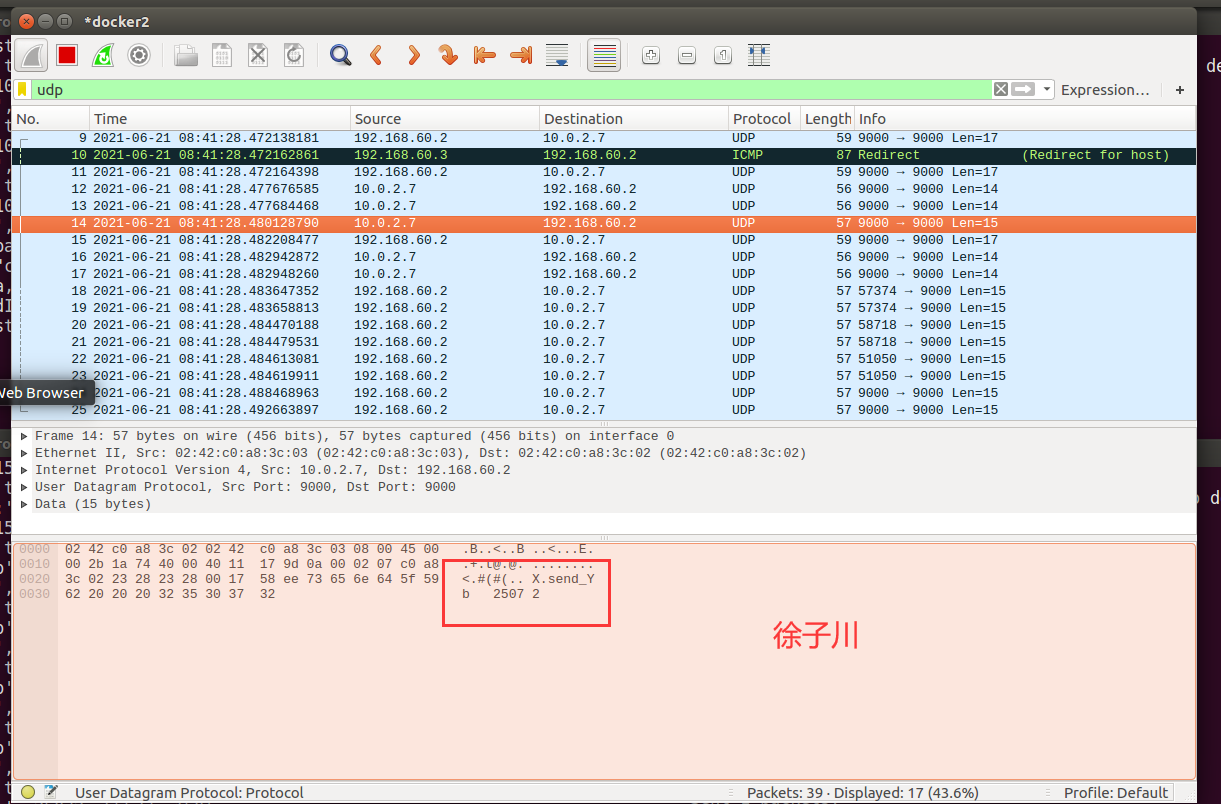 *docker2
udp
Expression…
+
No. Time Source Destination Protocol Length Info
9 2021-06-21 08:41:28.472138181 192.168.60.2 10.0.2.7 UDP 59 9000 → 9000 Len=17
10 2021-06-21 08:41:28.472162861 192.168.60.3 192.168.60.2 ICMP 87 Redirect (Redirect for host)
11 2021-06-21 08:41:28.472164398 192.168.60.2 10.0.2.7 UDP 59 9000 → 9000 Len=17
12 2021-06-21 08:41:28.477676585 10.0.2.7 192.168.60.2 UDP 56 9000 → 9000 Len=14
13 2021-06-21 08:41:28.477684468 10.0.2.7 192.168.60.2 UDP 56 9000 → 9000 Len=14
14 2021-06-21 08:41:28.480128790 10.0.2.7 192.168.60.2 UDP 57 9000 → 9000 Len=15
15 2021-06-21 08:41:28.482208477 192.168.60.2 10.0.2.7 UDP 59 9000 → 9000 Len=17
16 2021-06-21 08:41:28.482942872 10.0.2.7 192.168.60.2 UDP 56 9000 → 9000 Len=14
17 2021-06-21 08:41:28.482948260 10.0.2.7 192.168.60.2 UDP 56 9000 → 9000 Len=14
18 2021-06-21 08:41:28.483647352 192.168.60.2 10.0.2.7 UDP 57 57374 → 9000 Len=15
19 2021-06-21 08:41:28.483658813 192.168.60.2 10.0.2.7 UDP 57 57374 → 9000 Len=15
20 2021-06-21 08:41:28.484470188 192.168.60.2 10.0.2.7 UDP 57 58718 → 9000 Len=15
21 2021-06-21 08:41:28.484479531 192.168.60.2 10.0.2.7 UDP 57 58718 → 9000 Len=15
22 2021-06-21 08:41:28.484613081 192.168.60.2 10.0.2.7 UDP 57 51050 → 9000 Len=15
23 2021-06-21 08:41:28.484619911 192.168.60.2 10.0.2.7 UDP 57 51050 → 9000 Len=15
Web Browser 2021-06-21 08:41:28.488468963 192.168.60.2 10.0.2.7 UDP 57 9000 → 9000 Len=15
25 2021-06-21 08:41:28.492663897 192.168.60.2 10.0.2.7 UDP 57 9000 → 9000 Len=15
Frame 14: 57 bytes on wire (456 bits), 57 bytes captured (456 bits) on interface 0
Ethernet II, Src: 02:42:c0:a8:3c:03 (02:42:c0:a8:3c:03), Dst: 02:42:c0:a8:3c:02 (02:42:c0:a8:3c:02)
Internet Protocol Version 4, Src: 10.0.2.7, Dst: 192.168.60.2
User Datagram Protocol, Src Port: 9000, Dst Port: 9000
Data (15 bytes)
0000 02 42 c0 a8 3c 02 02 42 c0 a8 3c 03 08 00 45 00 .B..<..B ..<...E.
0010 00 2b 1a 74 40 00 40 11 17 9d 0a 00 02 07 c0 a8 .+.t@.@. ........
0020 3c 02 23 28 23 28 00 17 58 ee 73 65 6e 64 5f 59 <.#(#(.. X.send_Y
0030 62 20 20 20 32 35 30 37 32 b   2507 2
徐子川
User Datagram Protocol: Protocol
Packets: 39 · Displayed: 17 (43.6%)
Profile: Default